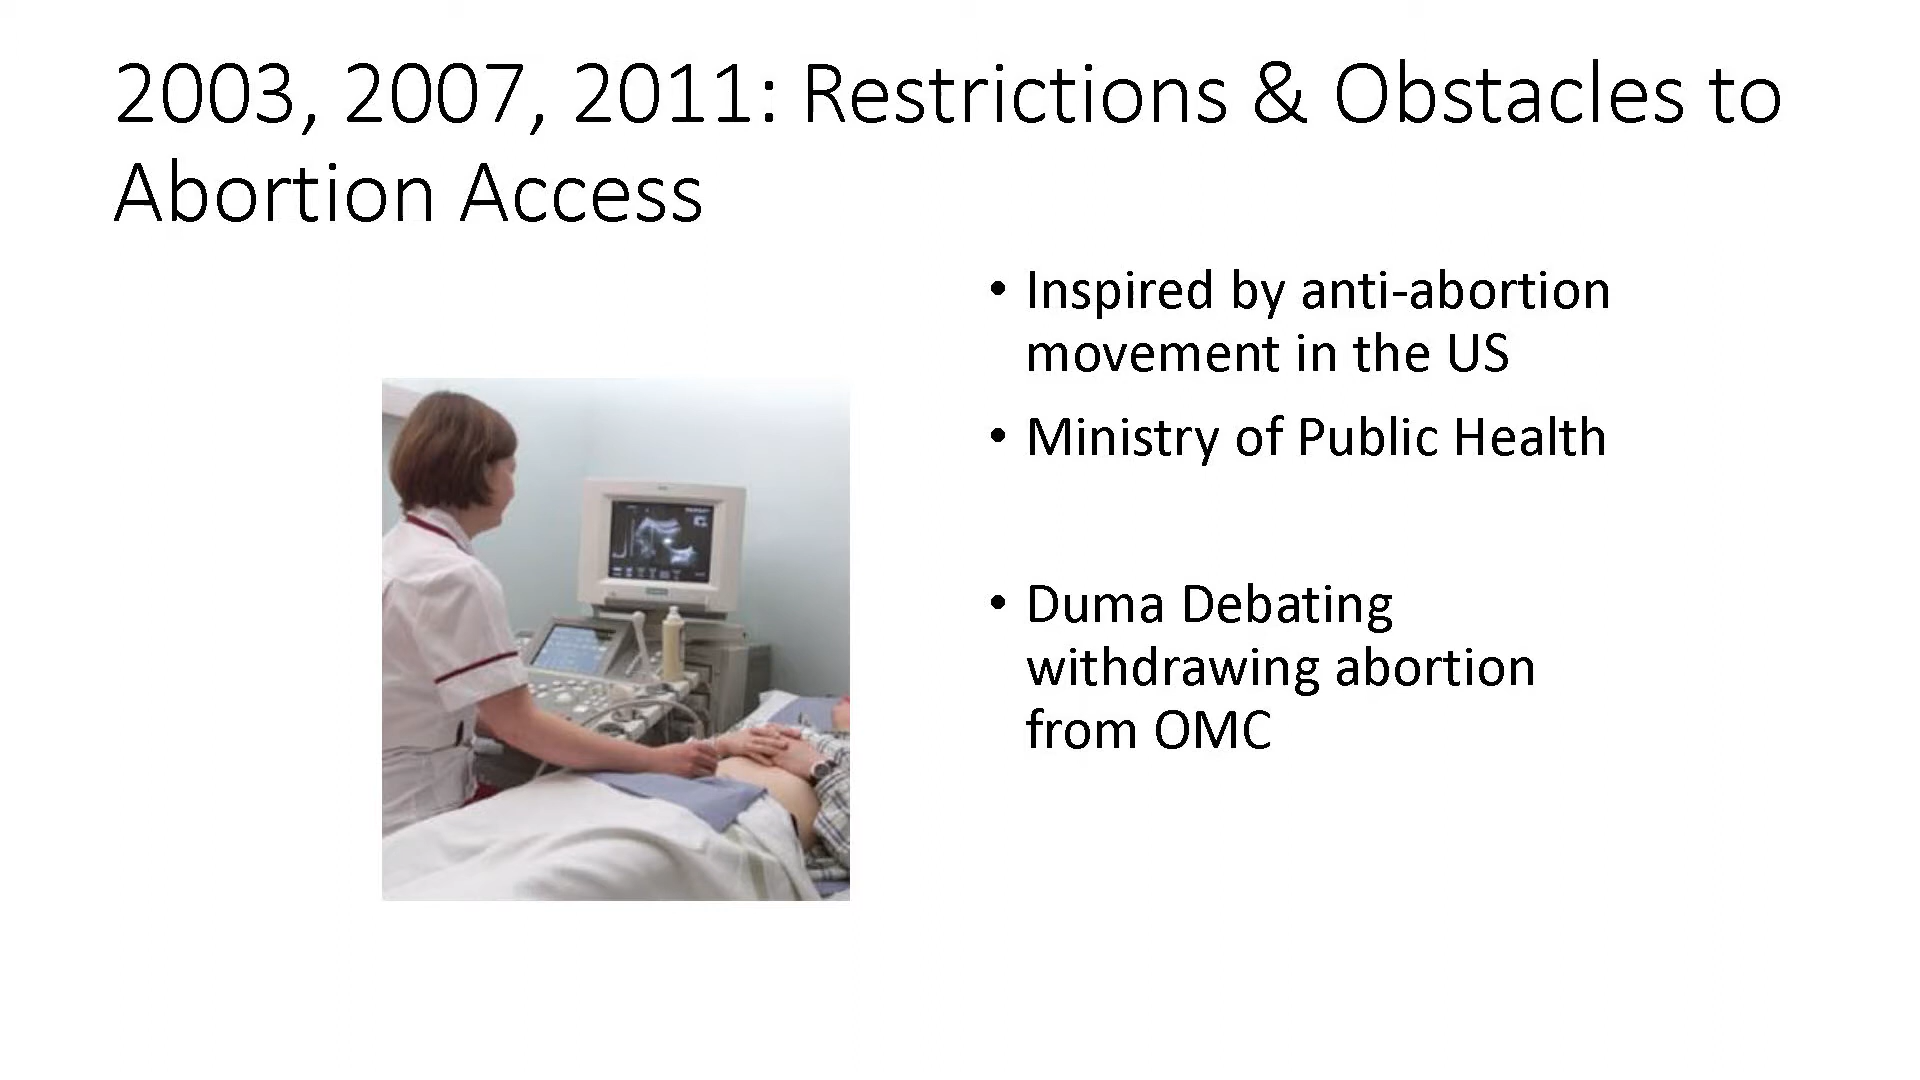 2003, 2007, 2011: Restrictions & Obstacles to
Abortion Access
• Inspired by anti-abortion
movement in the US
• Ministry of Public Health
• Duma Debating
withdrawing abortion
from OMC